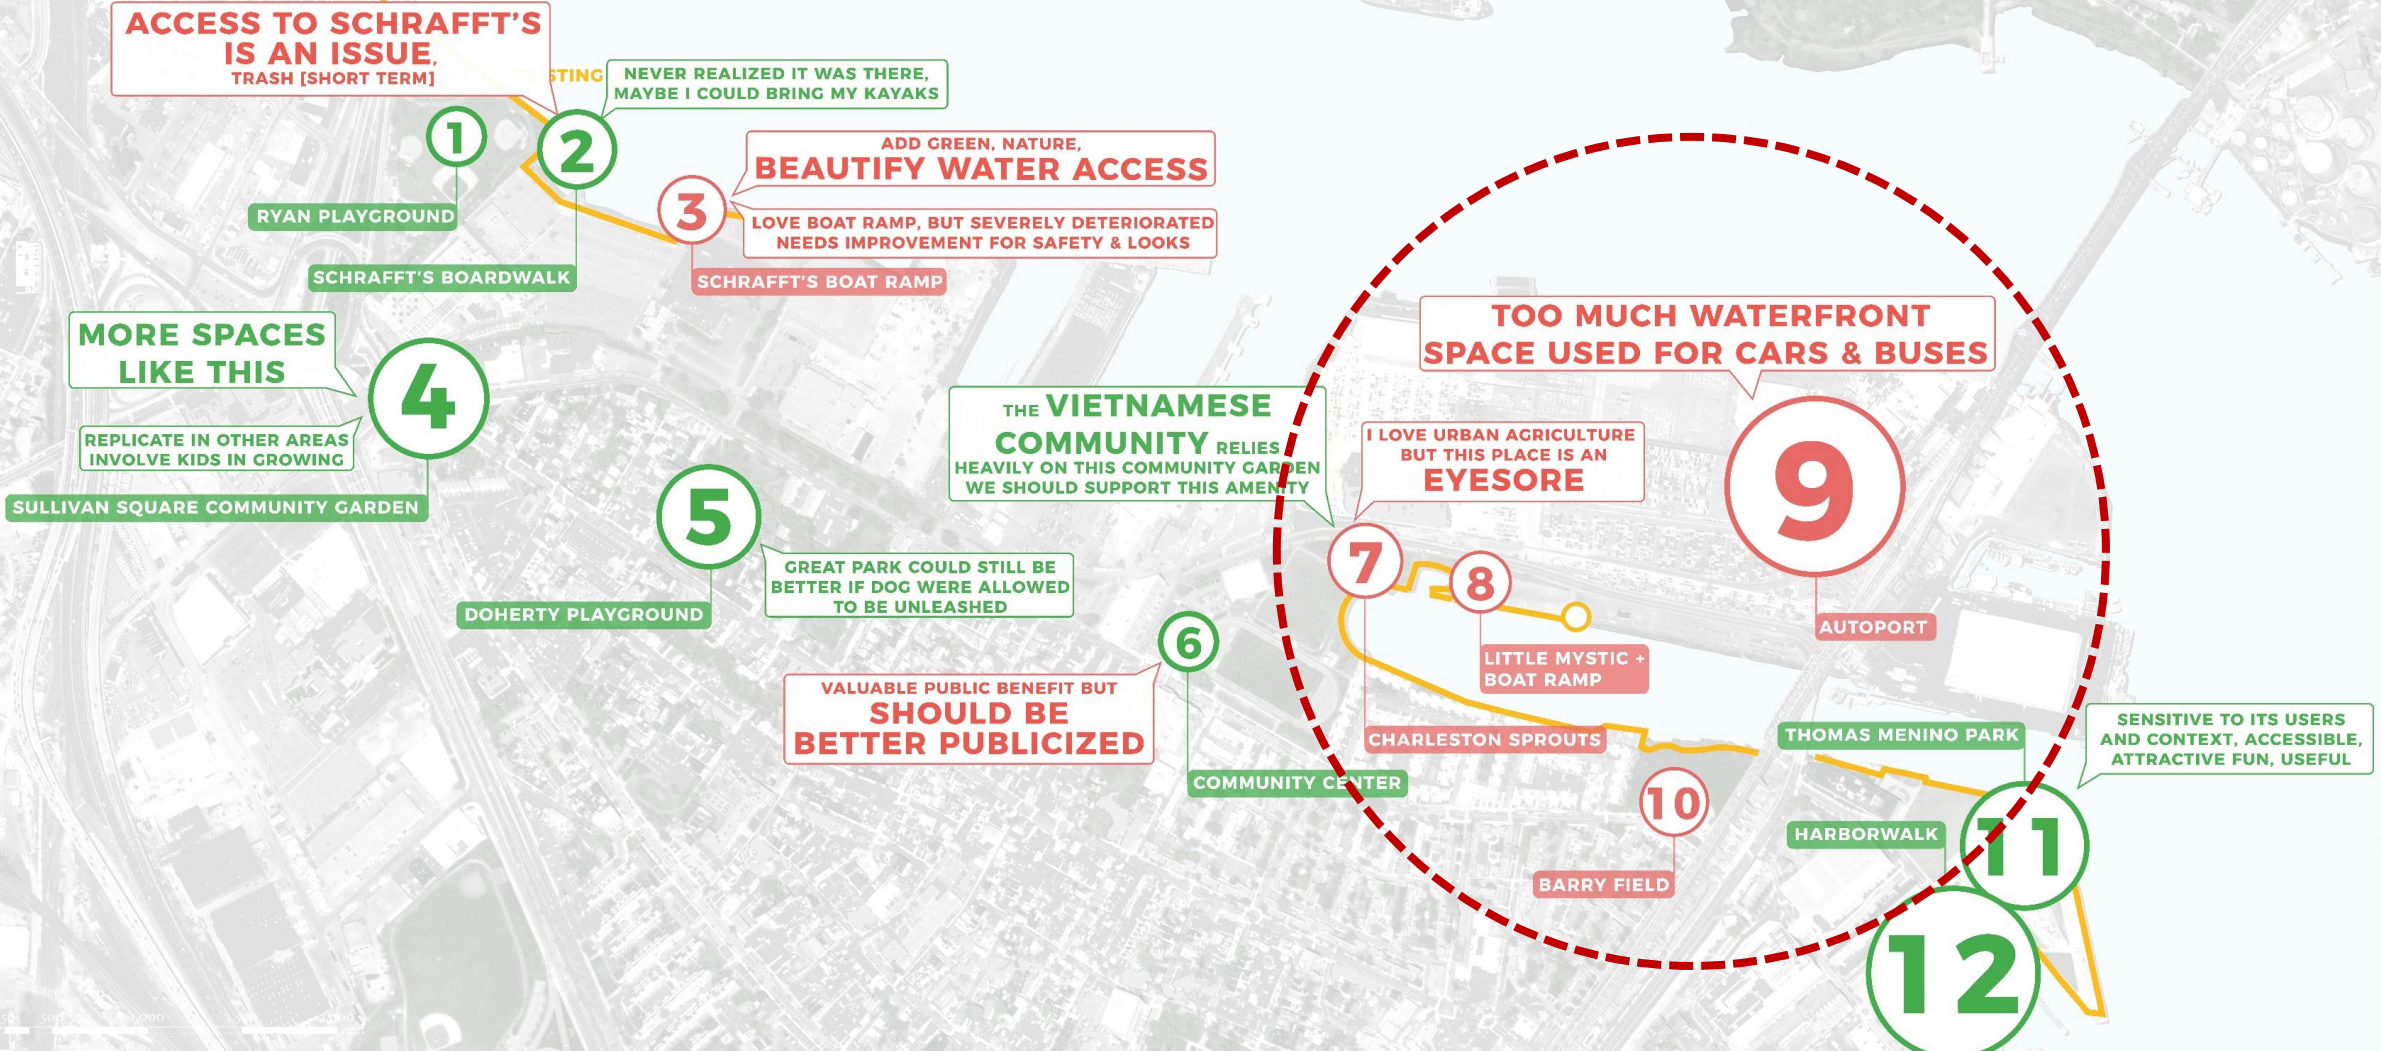 ACCESS TO SCHRAFFT'S
IS AN ISSUE,
TRASH [SHORT TERM]
STING
NEVER REALIZED IT WAS THERE,
MAYBE I COULD BRING MY KAYAKS
1
2
RYAN PLAYGROUND
SCHRAFFT'S BOARDWALK
ADD GREEN, NATURE,
BEAUTIFY WATER ACCESS
3
LOVE BOAT RAMP, BUT SEVERELY DETERIORATED
NEEDS IMPROVEMENT FOR SAFETY & LOOKS
SCHRAFFT'S BOAT RAMP
MORE SPACES
LIKE THIS
4
REPLICATE IN OTHER AREAS
INVOLVE KIDS IN GROWING
SULLIVAN SQUARE COMMUNITY GARDEN
5
GREAT PARK COULD STILL BE
BETTER IF DOG WERE ALLOWED
TO BE UNLEASHED
DOHERTY PLAYGROUND
THE VIETNAMESE
COMMUNITY RELIES
HEAVILY ON THIS COMMUNITY GARDEN
WE SHOULD SUPPORT THIS AMENITY
TOO MUCH WATERFRONT
SPACE USED FOR CARS & BUSES
I LOVE URBAN AGRICULTURE
BUT THIS PLACE IS AN
EYESORE
9
7
8
AUTOPORT
6
VALUABLE PUBLIC BENEFIT BUT
SHOULD BE
BETTER PUBLICIZED
COMMUNITY CENTER
LITTLE MYSTIC +
BOAT RAMP
CHARLESTON SPROUTS
THOMAS MENINO PARK
SENSITIVE TO ITS USERS
AND CONTEXT, ACCESSIBLE,
ATTRACTIVE FUN, USEFUL
10
BARRY FIELD
HARBORWALK
11
12